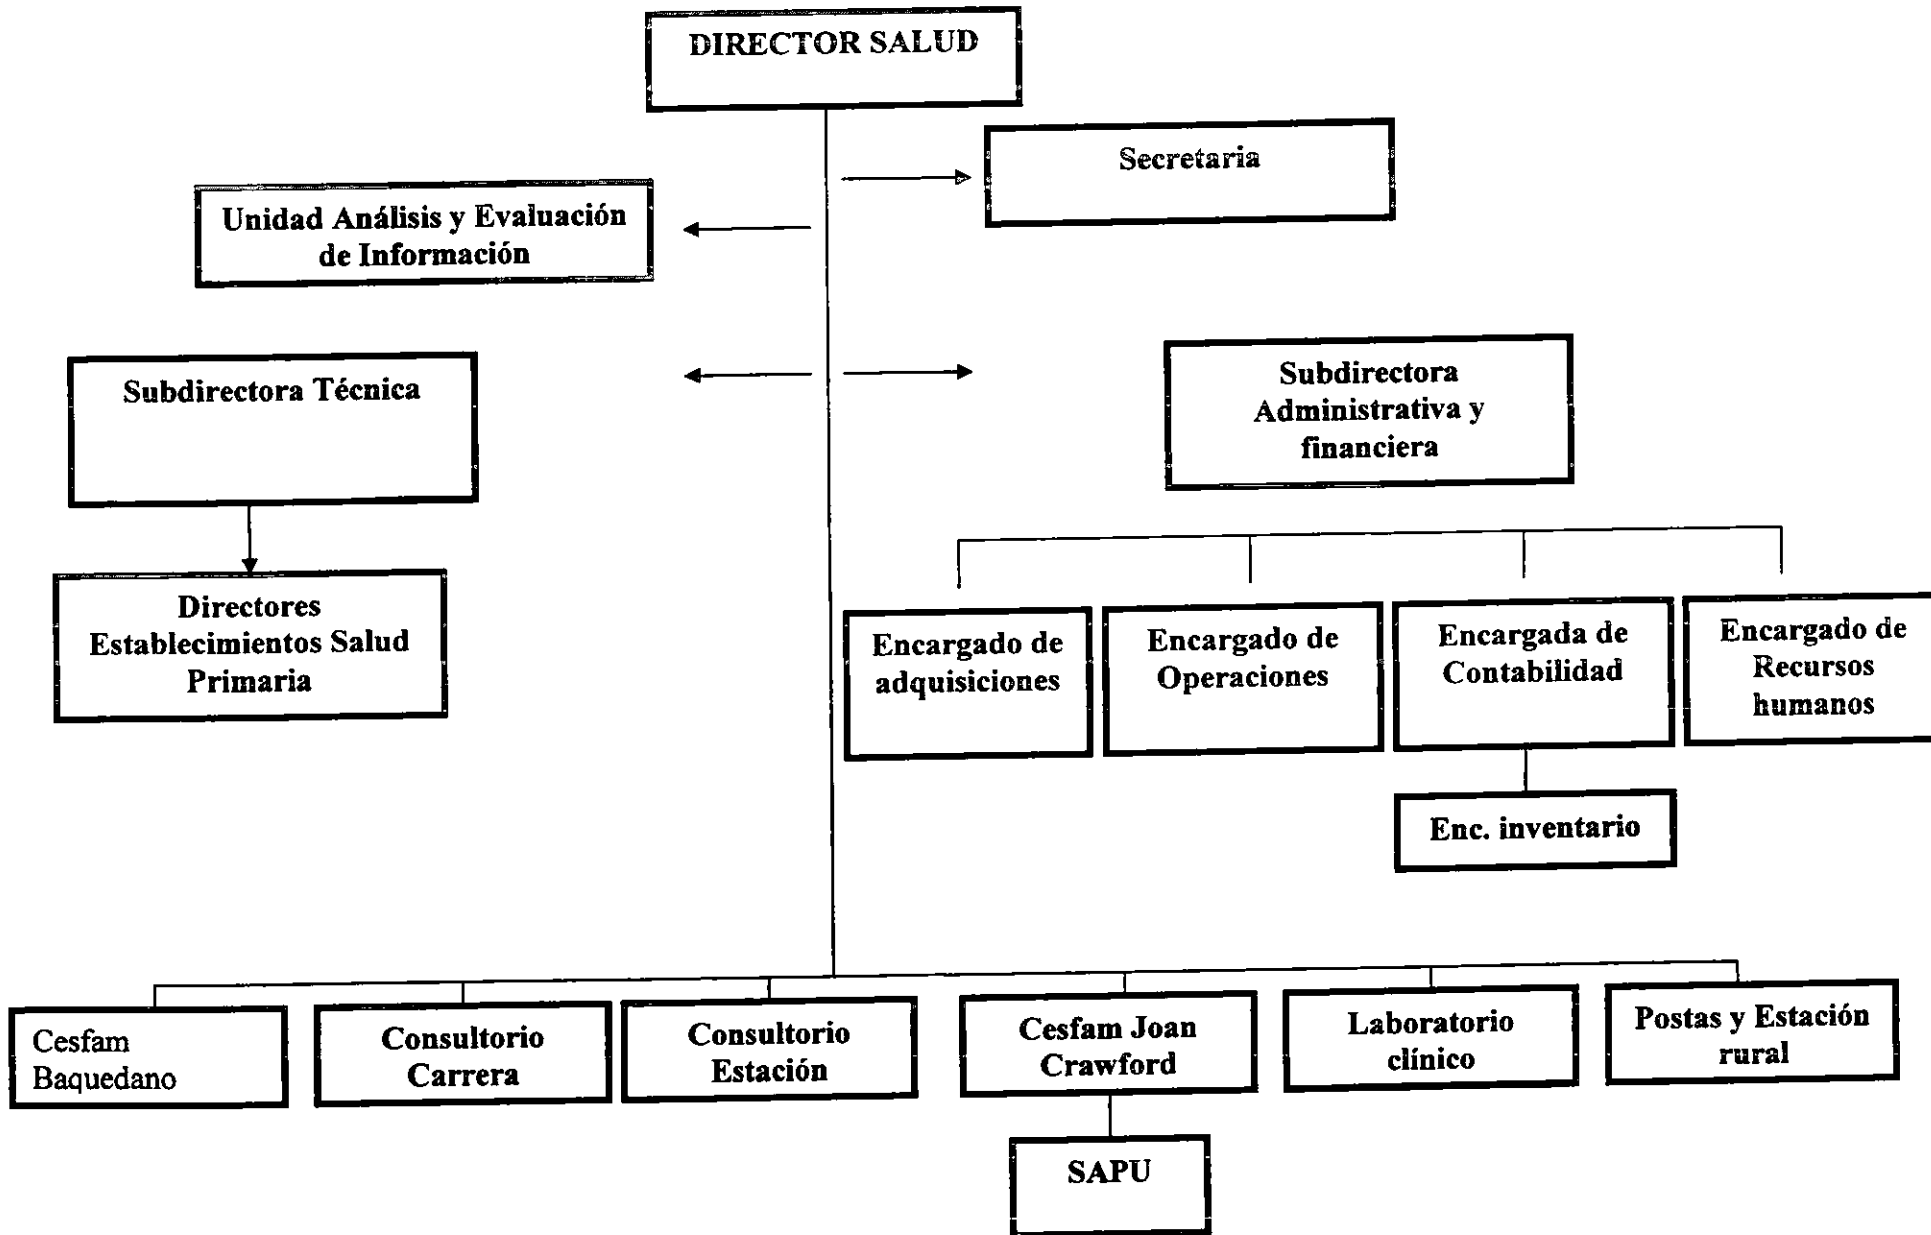 DIRECTOR SALUD
Secretaria
Unidad Análisis y Evaluación
de Información
Subdirectora Técnica
Subdirectora
Administrativa y
financiera
Directores
Establecimientos Salud
Primaria
Encargado de
adquisiciones
Encargado de
Operaciones
Encargada de
Contabilidad
Encargado de
Recursos
humanos
Enc. inventario
Cesfam
Baquedano
Consultorio
Carrera
Consultorio
Estación
Cesfam Joan
Crawford
Laboratorio
clínico
Postas y Estación
rural
SAPU